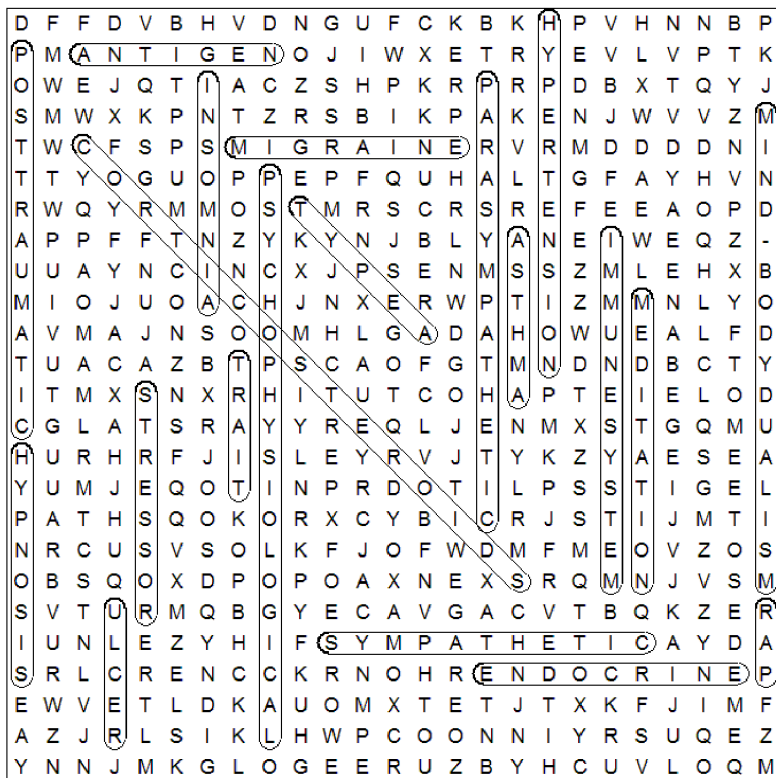 D F F D V B H V D N G U F C K B K H P V H N N B P
P M A N T I G E N O J I W X E T R Y E V L V P T K
O W E J Q T I A C Z S H P K R P R P D B X T Q Y J
S M W X K P N T Z R S B I K P A K E N J W V V Z M
T W C F S P S M I G R A I N E R V R M D D D D N I
T T Y O G U O P P E P F Q U H A L T G F A Y H V N
R W Q Y R M M O S T M R S C R S R E F E E A O P D
A P P F F T N Z Y K Y N J B L Y A N E I W E Q Z -
U U A Y N C I N C X J P S E N M S S Z M L E H X B
M I O J U O A C H J N X E R W P T I Z M M N L Y O
A V M A J N S O O M H L G A D A H O W U E A L F D
T U A C A Z B T P S C A O F G T M N D N D B C T Y
I T M X S N X R H I T U T C O H A P T E I E L O D
C G L A T S R A Y Y R E Q L J E N M X S T G Q M U
H U R H R F J I S L E Y R V J T Y K Z Y A E S E A
Y U M J E Q O T I N P R D O T I L P S S T I G E L
P A T H S Q O K O R X C Y B I C R J S T I J M T I
N R C U S V S O L K F J O F W D M F M E O V Z O S
O B S Q O X D P O P O A X N E X S R Q M N J V S M
S V T U R M Q B G Y E C A V G A C V T B Q K Z E R
I U N L E Z Y H I F S Y M P A T H E T I C A Y D A
S R L C R E N C C K R N O H R E N D O C R I N E P
E W V E T L D K A U O M X T E T J T X K F J I M F
A Z J R L S I K L H W P C O O N N I Y R S U Q E Z
Y N N J M K G L O G E E R U Z B Y H C U V L O Q M